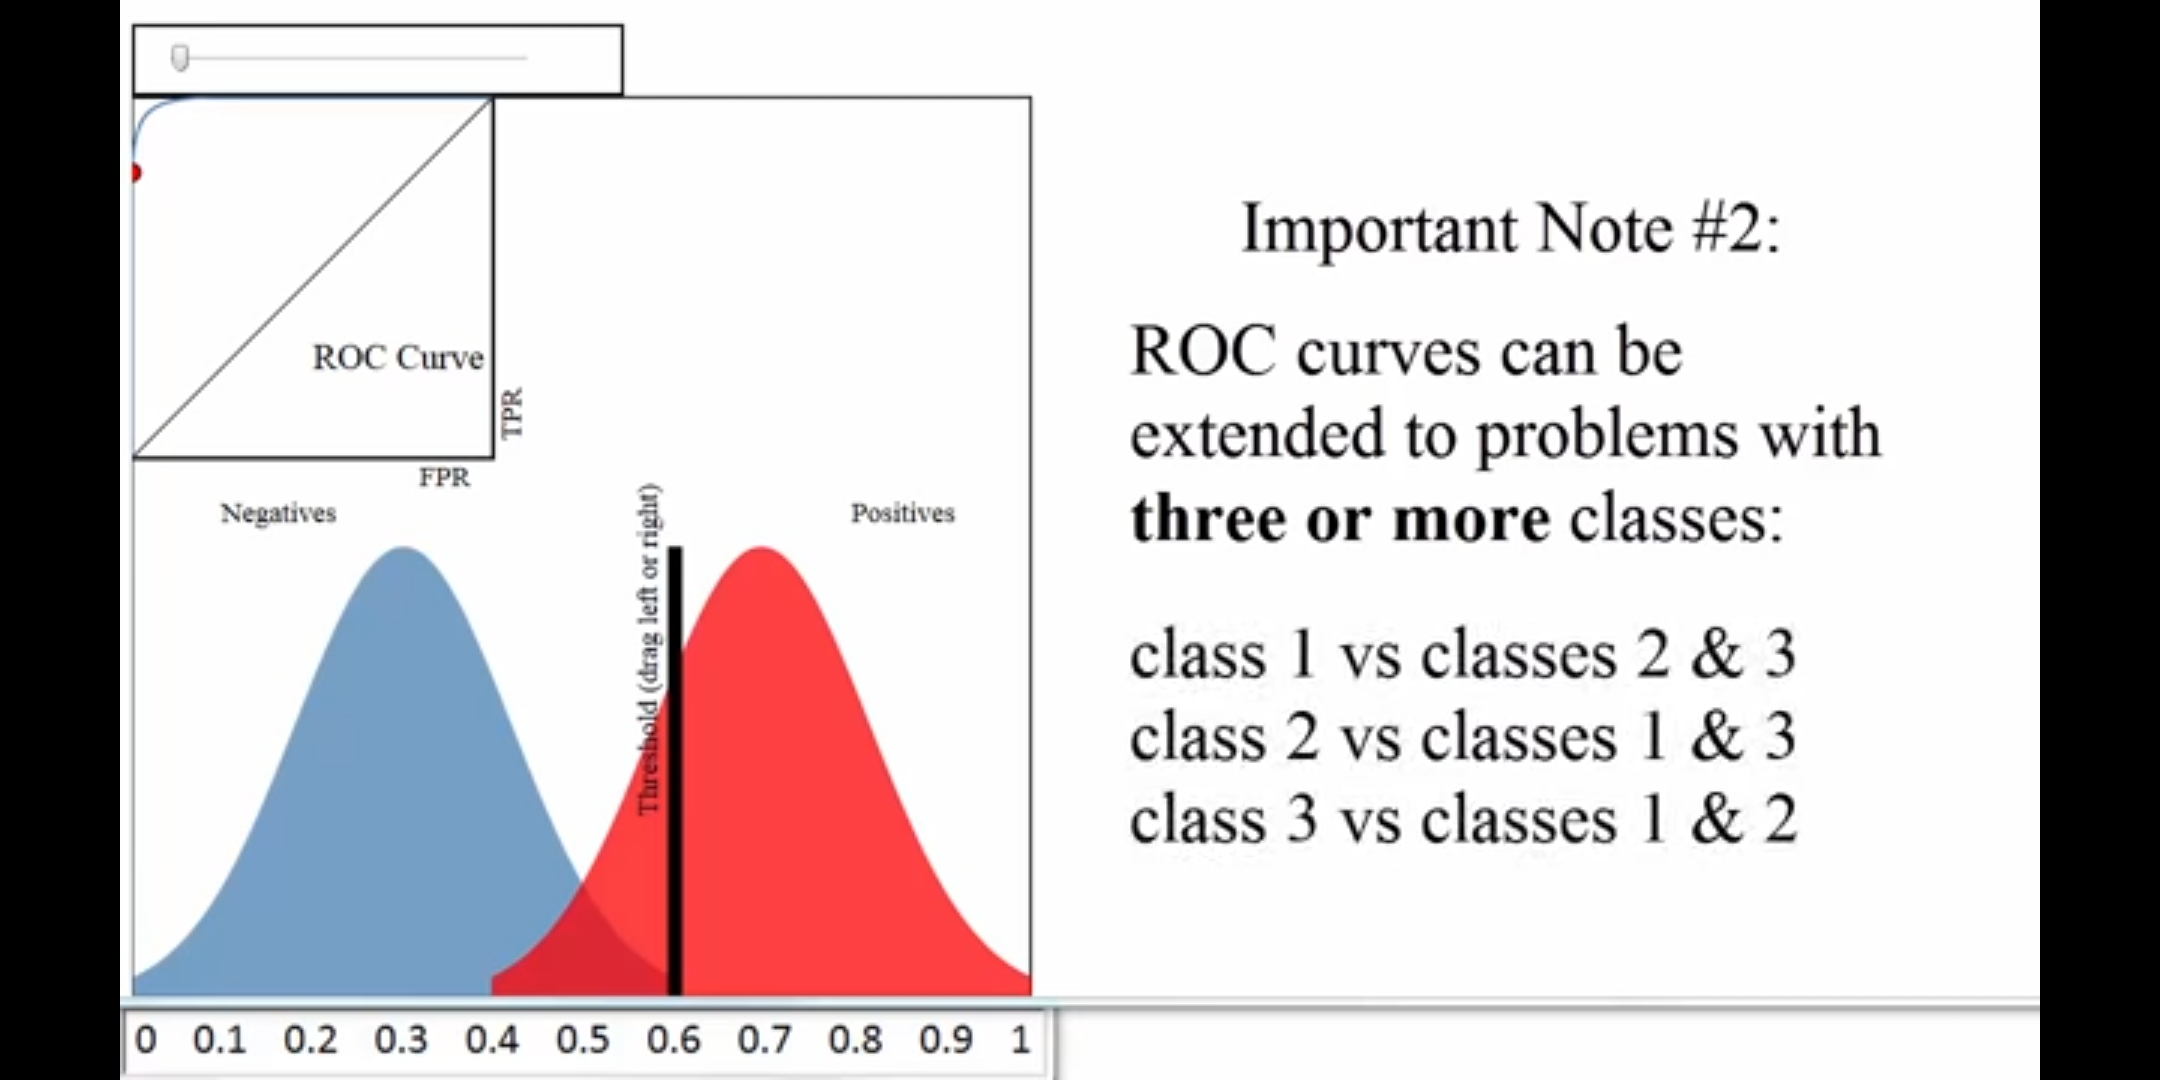 ROC Curve
TPR
FPR
Negatives
Positives
Threshold (drag left or right)
0 0.1 0.2 0.3 0.4 0.5 0.6 0.7 0.8 0.9 1
Important Note #2:
ROC curves can be
extended to problems with
three or more classes:
class 1 vs classes 2 & 3
class 2 vs classes 1 & 3
class 3 vs classes 1 & 2